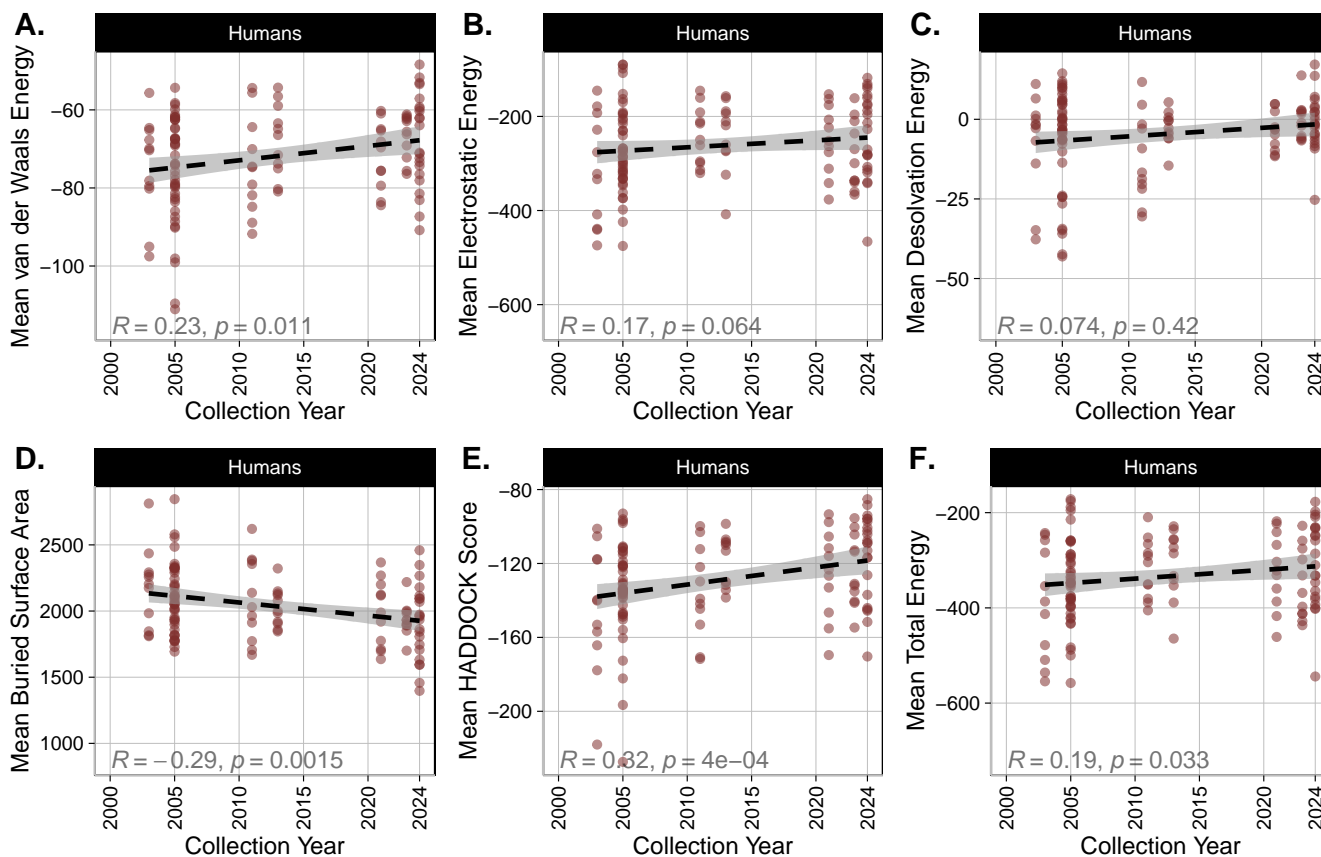 A.
Humans
Mean van der Waals Energy
−60
−80
−100
R = 0.23, p = 0.011
2000
2005
2010
2015
2020
2024
Collection Year
B.
Humans
Mean Electrostatic Energy
−200
−400
−600
R = 0.17, p = 0.064
2000
2005
2010
2015
2020
2024
Collection Year
C.
Humans
Mean Desolvation Energy
0
−25
−50
R = 0.074, p = 0.42
2000
2005
2010
2015
2020
2024
Collection Year
D.
Humans
Mean Buried Surface Area
2500
2000
1500
1000
R = −0.29, p = 0.0015
2000
2005
2010
2015
2020
2024
Collection Year
E.
Humans
Mean HADDOCK Score
−80
−120
−160
−200
R = 0.32, p = 4e−04
2000
2005
2010
2015
2020
2024
Collection Year
F.
Humans
Mean Total Energy
−200
−400
−600
R = 0.19, p = 0.033
2000
2005
2010
2015
2020
2024
Collection Year